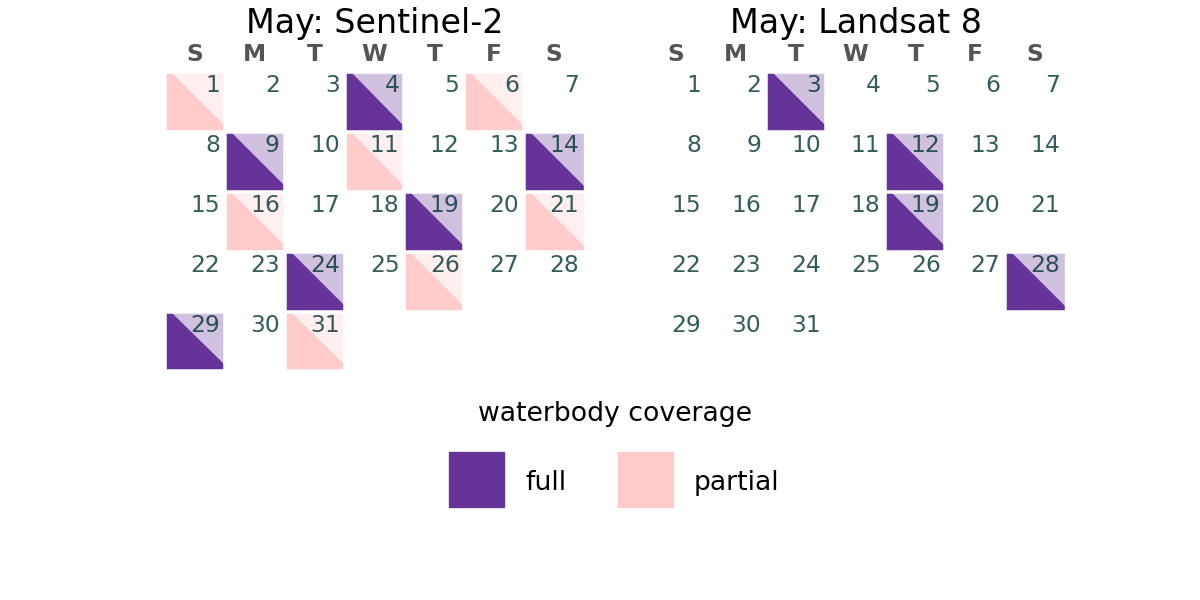 May: Sentinel-2
S M T W T F S
1 2 3 4 5 6 7
8 9 10 11 12 13 14
15 16 17 18 19 20 21
22 23 24 25 26 27 28
29 30 31
May: Landsat 8
S M T W T F S
1 2 3 4 5 6 7
8 9 10 11 12 13 14
15 16 17 18 19 20 21
22 23 24 25 26 27 28
29 30 31
waterbody coverage
full
partial